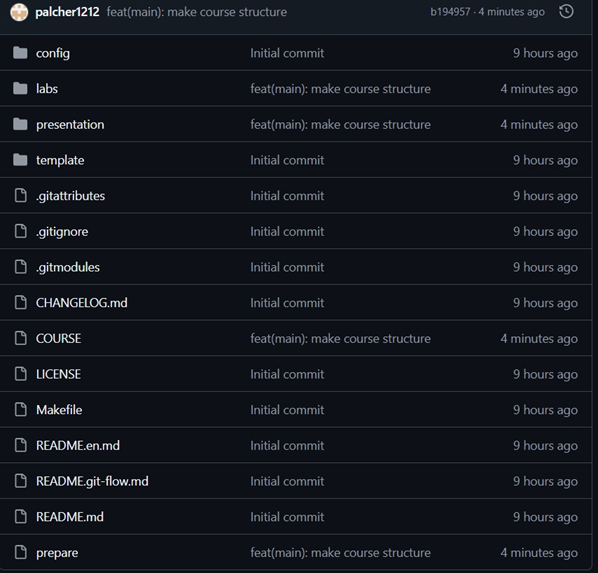 palcher1212 feat(main): make course structure b194957 · 4 minutes ago
config Initial commit 9 hours ago
labs feat(main): make course structure 4 minutes ago
presentation feat(main): make course structure 4 minutes ago
template Initial commit 9 hours ago
.gitattributes Initial commit 9 hours ago
.gitignore Initial commit 9 hours ago
.gitmodules Initial commit 9 hours ago
CHANGELOG.md Initial commit 9 hours ago
COURSE feat(main): make course structure 4 minutes ago
LICENSE Initial commit 9 hours ago
Makefile Initial commit 9 hours ago
README.en.md Initial commit 9 hours ago
README.git-flow.md Initial commit 9 hours ago
README.md Initial commit 9 hours ago
prepare feat(main): make course structure 4 minutes ago